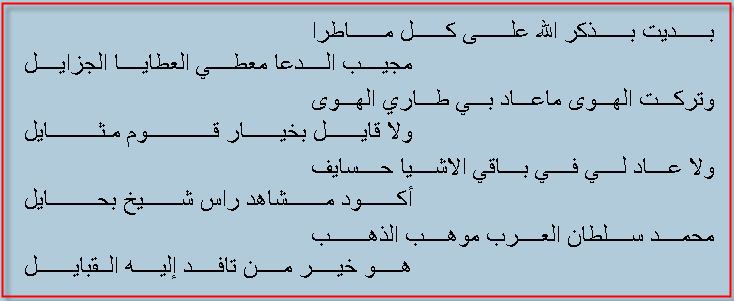 بديت بذكر الله على كل ماطرا
مجيب الدعا معطي العطايا الجزايل
وتركت الهوى ماعاد بي طاري الهوى
ولا قايل بخيار قوم مثايل
ولا عاد لي في باقي الاشيا حسايف
أكود مشاهد راس شيخ بحايل
محمد سلطان العرب موهب الذهب
هو خير من تافد إليه القبايل